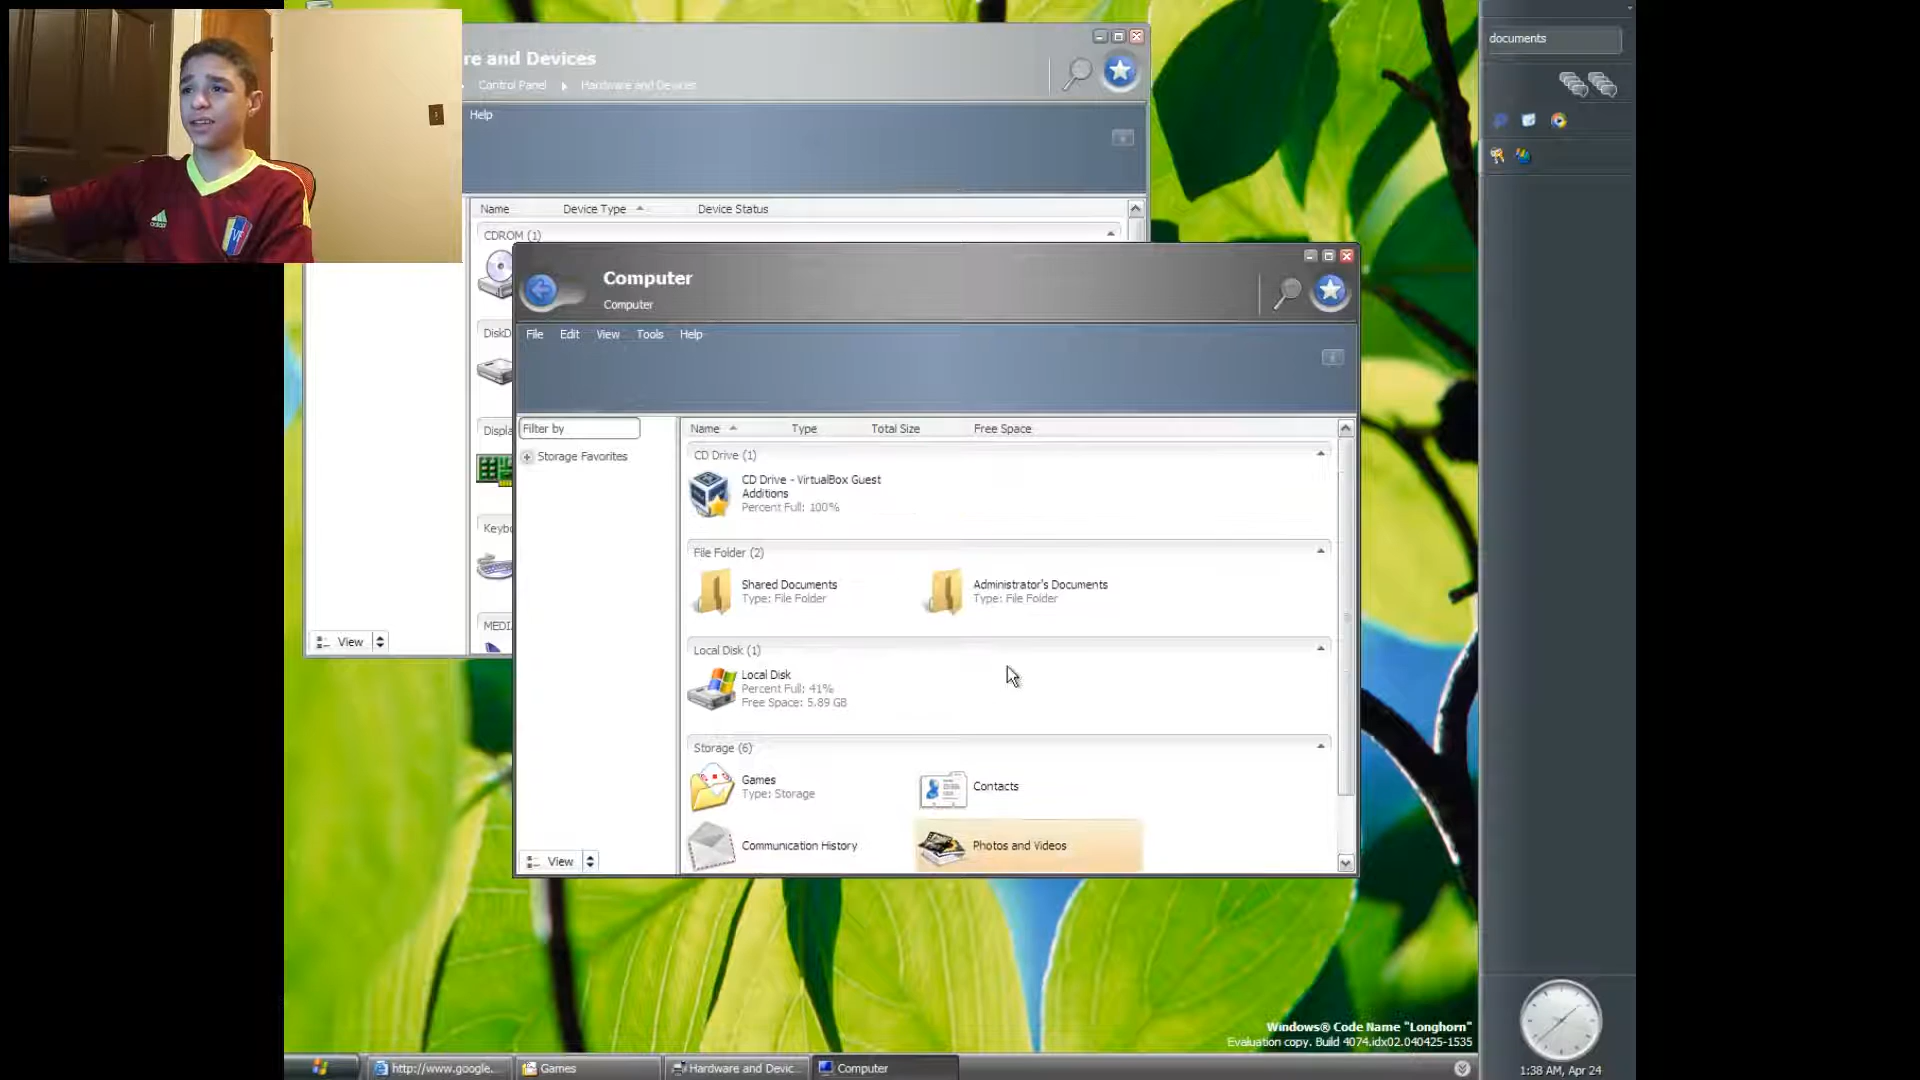 re and Devices
Control Panel
Hardware and Devices
Help
Name
Device Type
Device Status
CDROM (1)
DiskD
Displa
Keybo
MEDI
View
Computer
Computer
File
Edit
View
Tools
Help
Filter by
Storage Favorites
Name
Type
Total Size
Free Space
CD Drive (1)
CD Drive - VirtualBox Guest
Additions
Percent Full: 100%
File Folder (2)
Shared Documents
Type: File Folder
Administrator's Documents
Type: File Folder
Local Disk (1)
Local Disk
Percent Full: 41%
Free Space: 5.89 GB
Storage (6)
Games
Type: Storage
Contacts
Communication History
Photos and Videos
View
documents
Windows® Code Name "Longhorn"
Evaluation copy. Build 4074.idx02.040425-1535
http://www.google.
Games
Hardware and Devic...
Computer
1:38 AM, Apr 24